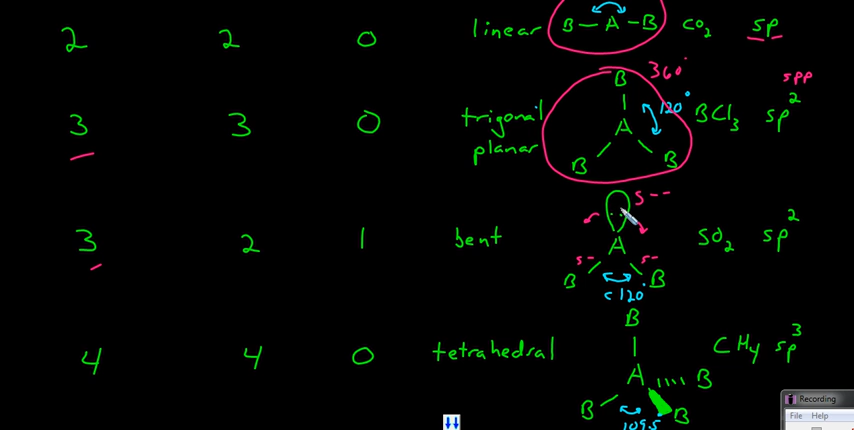 2 2 0 linear B—A—B CO2 sp
B 360° spp
3 3 0 trigonal planar A 120° BCl3 sp2
B B
S--
3 2 1 bent A SO2 sp2
s- s-
B B
<120.
B
4 4 0 tetrahedral A B CH4 sp3
B B
109.5
Recording
File Help